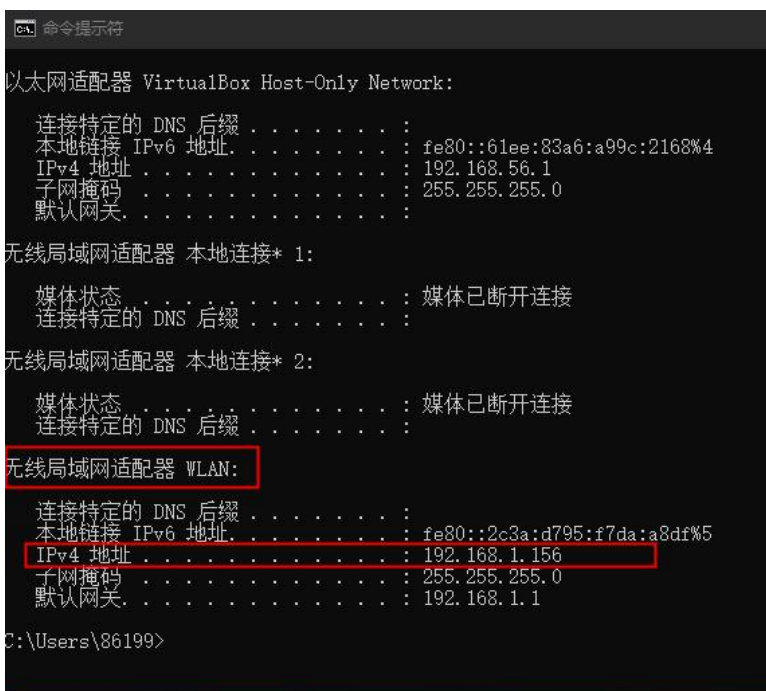 命令提示符
以太网适配器 VirtualBox Host-Only Network:
连接特定的 DNS 后缀 . . . . . . . :
本地链接 IPv6 地址. . . . . . . . : fe80::61ee:83a6:a99c:2168%4
IPv4 地址 . . . . . . . . . . . . : 192.168.56.1
子网掩码 . . . . . . . . . . . . : 255.255.255.0
默认网关. . . . . . . . . . . . . :
无线局域网适配器 本地连接* 1:
媒体状态 . . . . . . . . . . . . : 媒体已断开连接
连接特定的 DNS 后缀 . . . . . . . :
无线局域网适配器 本地连接* 2:
媒体状态 . . . . . . . . . . . . : 媒体已断开连接
连接特定的 DNS 后缀 . . . . . . . :
无线局域网适配器 WLAN:
连接特定的 DNS 后缀 . . . . . . . :
本地链接 IPv6 地址. . . . . . . . : fe80::2c3a:d795:f7da:a8df%5
IPv4 地址 . . . . . . . . . . . . : 192.168.1.156
子网掩码 . . . . . . . . . . . . : 255.255.255.0
默认网关. . . . . . . . . . . . . : 192.168.1.1
C:\Users\86199>